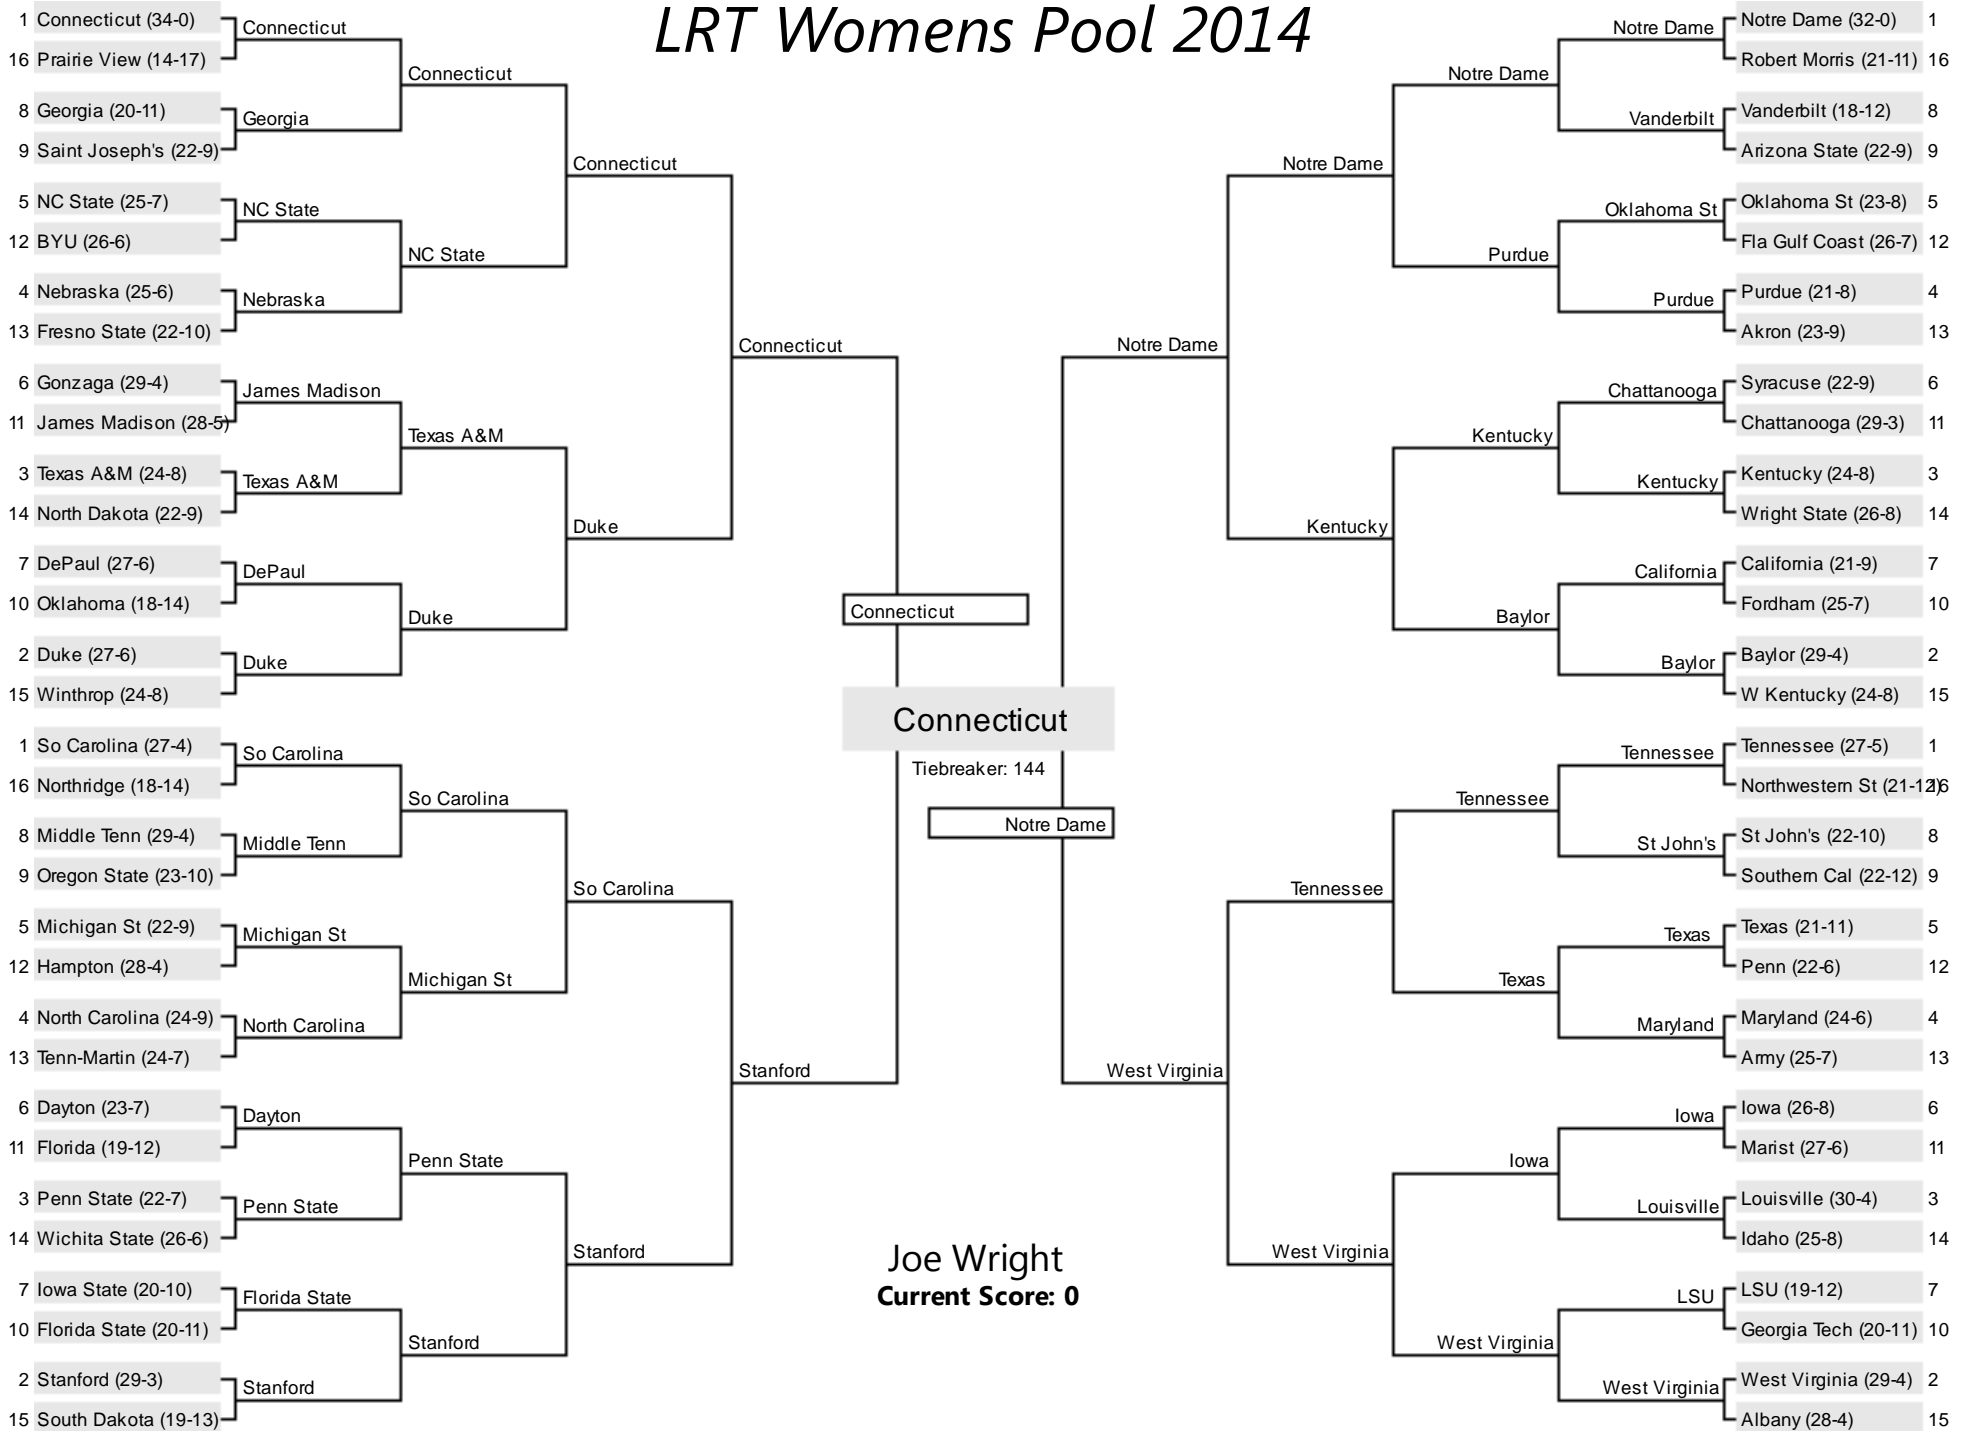 LRT Womens Pool 2014
1 Connecticut (34-0)
16 Prairie View (14-17)
8 Georgia (20-11)
9 Saint Joseph's (22-9)
5 NC State (25-7)
12 BYU (26-6)
4 Nebraska (25-6)
13 Fresno State (22-10)
6 Gonzaga (29-4)
11 James Madison (28-5)
3 Texas A&M (24-8)
14 North Dakota (22-9)
7 DePaul (27-6)
10 Oklahoma (18-14)
2 Duke (27-6)
15 Winthrop (24-8)
1 So Carolina (27-4)
16 Northridge (18-14)
8 Middle Tenn (29-4)
9 Oregon State (23-10)
5 Michigan St (22-9)
12 Hampton (28-4)
4 North Carolina (24-9)
13 Tenn-Martin (24-7)
6 Dayton (23-7)
11 Florida (19-12)
3 Penn State (22-7)
14 Wichita State (26-6)
7 Iowa State (20-10)
10 Florida State (20-11)
2 Stanford (29-3)
15 South Dakota (19-13)
Connecticut
Georgia
NC State
Nebraska
James Madison
Texas A&M
DePaul
Duke
So Carolina
Middle Tenn
Michigan St
North Carolina
Dayton
Penn State
Florida State
Stanford
Connecticut
NC State
Texas A&M
Duke
So Carolina
Michigan St
Penn State
Stanford
Connecticut
Duke
So Carolina
Stanford
Connecticut
Stanford
Connecticut
Connecticut
Tiebreaker: 144
Notre Dame
Joe Wright
Current Score: 0
Notre Dame
West Virginia
Notre Dame
Kentucky
Tennessee
West Virginia
Notre Dame
Purdue
Kentucky
Baylor
Tennessee
Texas
Iowa
West Virginia
Notre Dame
Vanderbilt
Oklahoma St
Purdue
Chattanooga
Kentucky
California
Baylor
Tennessee
St John's
Texas
Maryland
Iowa
Louisville
LSU
West Virginia
Notre Dame (32-0) 1
Robert Morris (21-11) 16
Vanderbilt (18-12) 8
Arizona State (22-9) 9
Oklahoma St (23-8) 5
Fla Gulf Coast (26-7) 12
Purdue (21-8) 4
Akron (23-9) 13
Syracuse (22-9) 6
Chattanooga (29-3) 11
Kentucky (24-8) 3
Wright State (26-8) 14
California (21-9) 7
Fordham (25-7) 10
Baylor (29-4) 2
W Kentucky (24-8) 15
Tennessee (27-5) 1
Northwestern St (21-12) 16
St John's (22-10) 8
Southern Cal (22-12) 9
Texas (21-11) 5
Penn (22-6) 12
Maryland (24-6) 4
Army (25-7) 13
Iowa (26-8) 6
Marist (27-6) 11
Louisville (30-4) 3
Idaho (25-8) 14
LSU (19-12) 7
Georgia Tech (20-11) 10
West Virginia (29-4) 2
Albany (28-4) 15